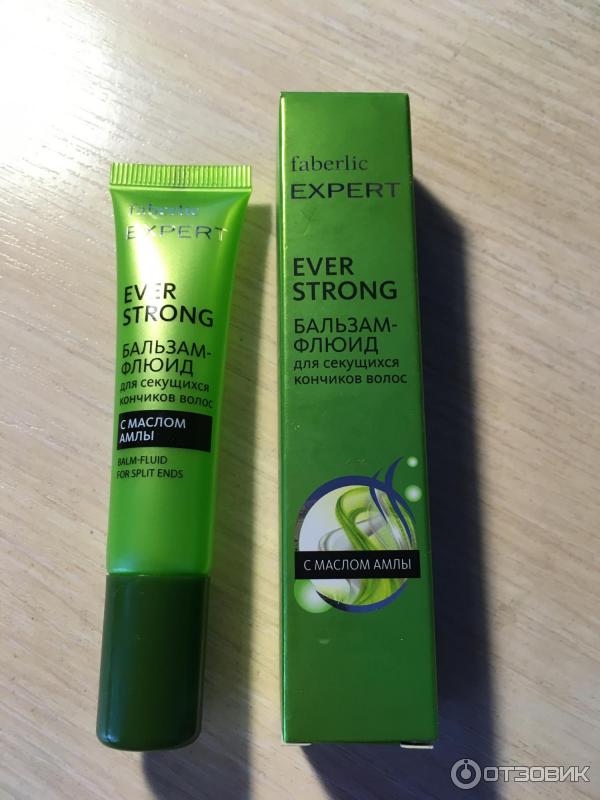 faberlic
EXPERT
EVER
STRONG
БАЛЬЗАМ-
ФЛЮИД
для секущихся
кончиков волос
С МАСЛОМ
АМЛЫ
BALM-FLUID
FOR SPLIT ENDS
faberlic
EXPERT
EVER
STRONG
БАЛЬЗАМ-
ФЛЮИД
для секущихся
кончиков волос
С МАСЛОМ АМЛЫ
ОТЗОВИК